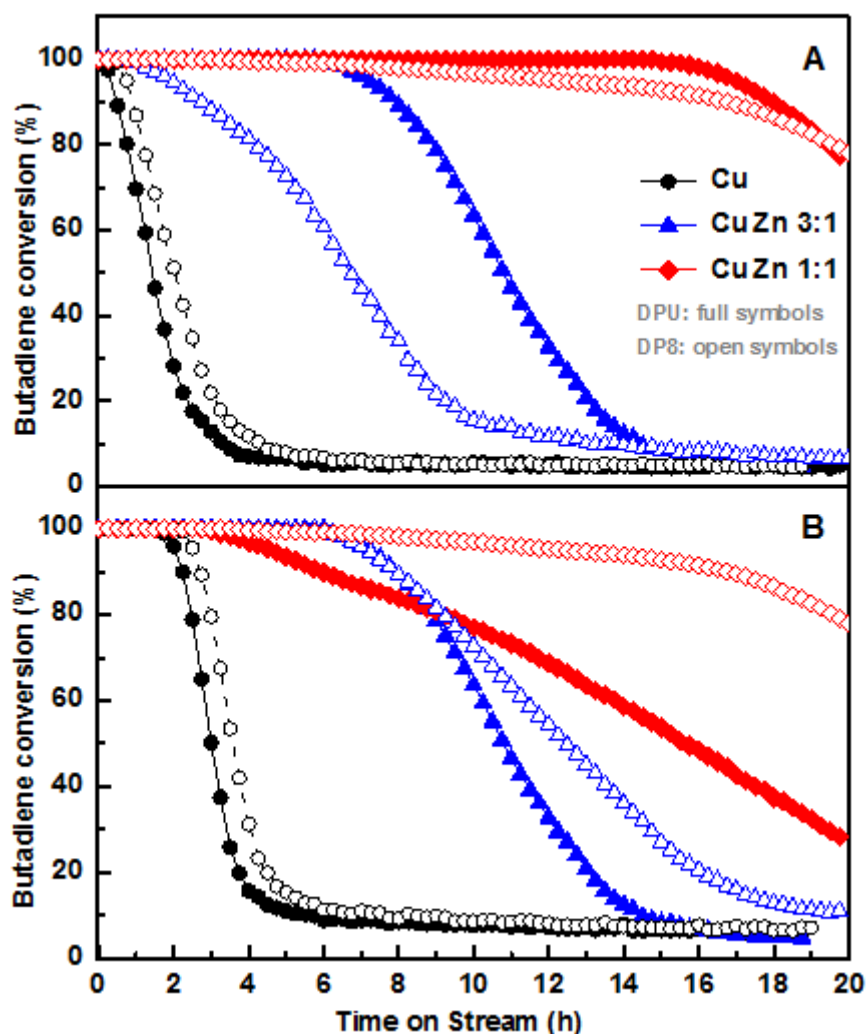 A
100
80
60
40
20
0
Butadiene conversion (%)
Cu
CuZn 3:1
CuZn 1:1
DPU: full symbols
DP8: open symbols
B
100
80
60
40
20
0
Butadiene conversion (%)
0 2 4 6 8 10 12 14 16 18 20
Time on Stream (h)